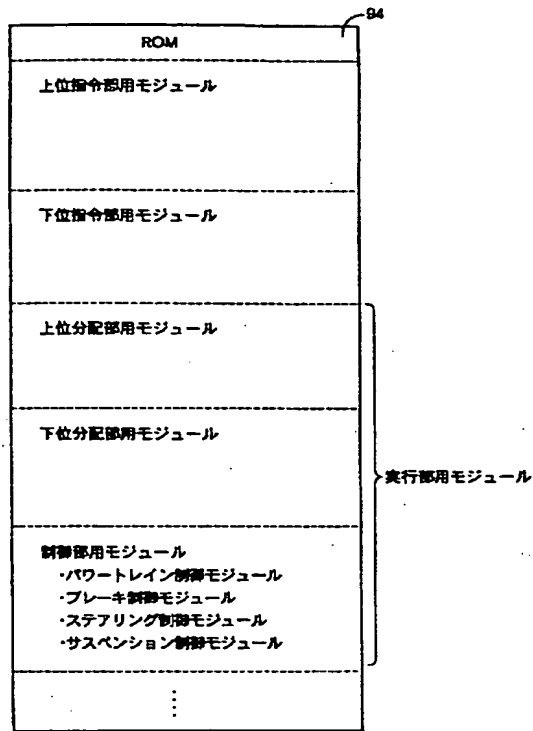 94
ROM
上位指令部用モジュール
下位指令部用モジュール
上位分配部用モジュール
下位分配部用モジュール
実行部用モジュール
制御部用モジュール
・パワートレイン制御モジュール
・ブレーキ制御モジュール
・ステアリング制御モジュール
・サスペンション制御モジュール